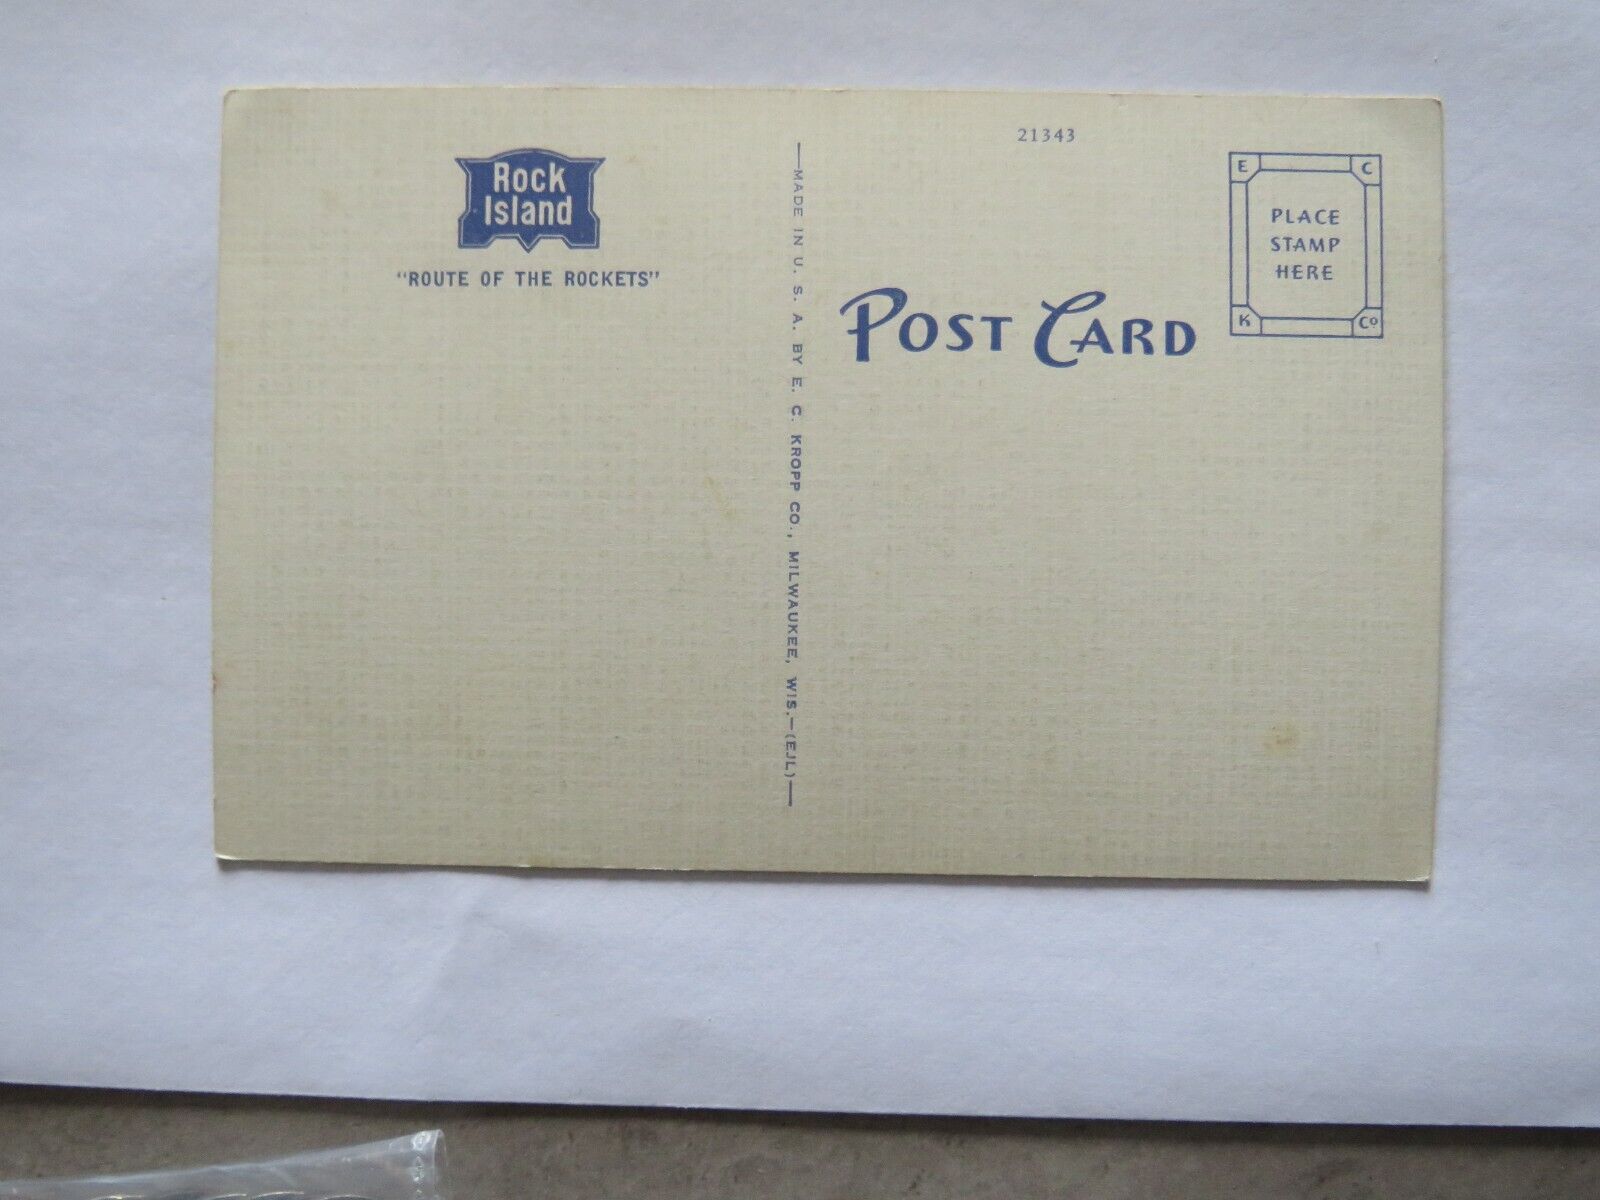 Rock
Island
"ROUTE OF THE ROCKETS"
—MADE IN U. S. A. BY E. C. KROPP CO., MILWAUKEE, WIS.—(EJL)—
21343
POST CARD
E C
PLACE
STAMP
HERE
K Co